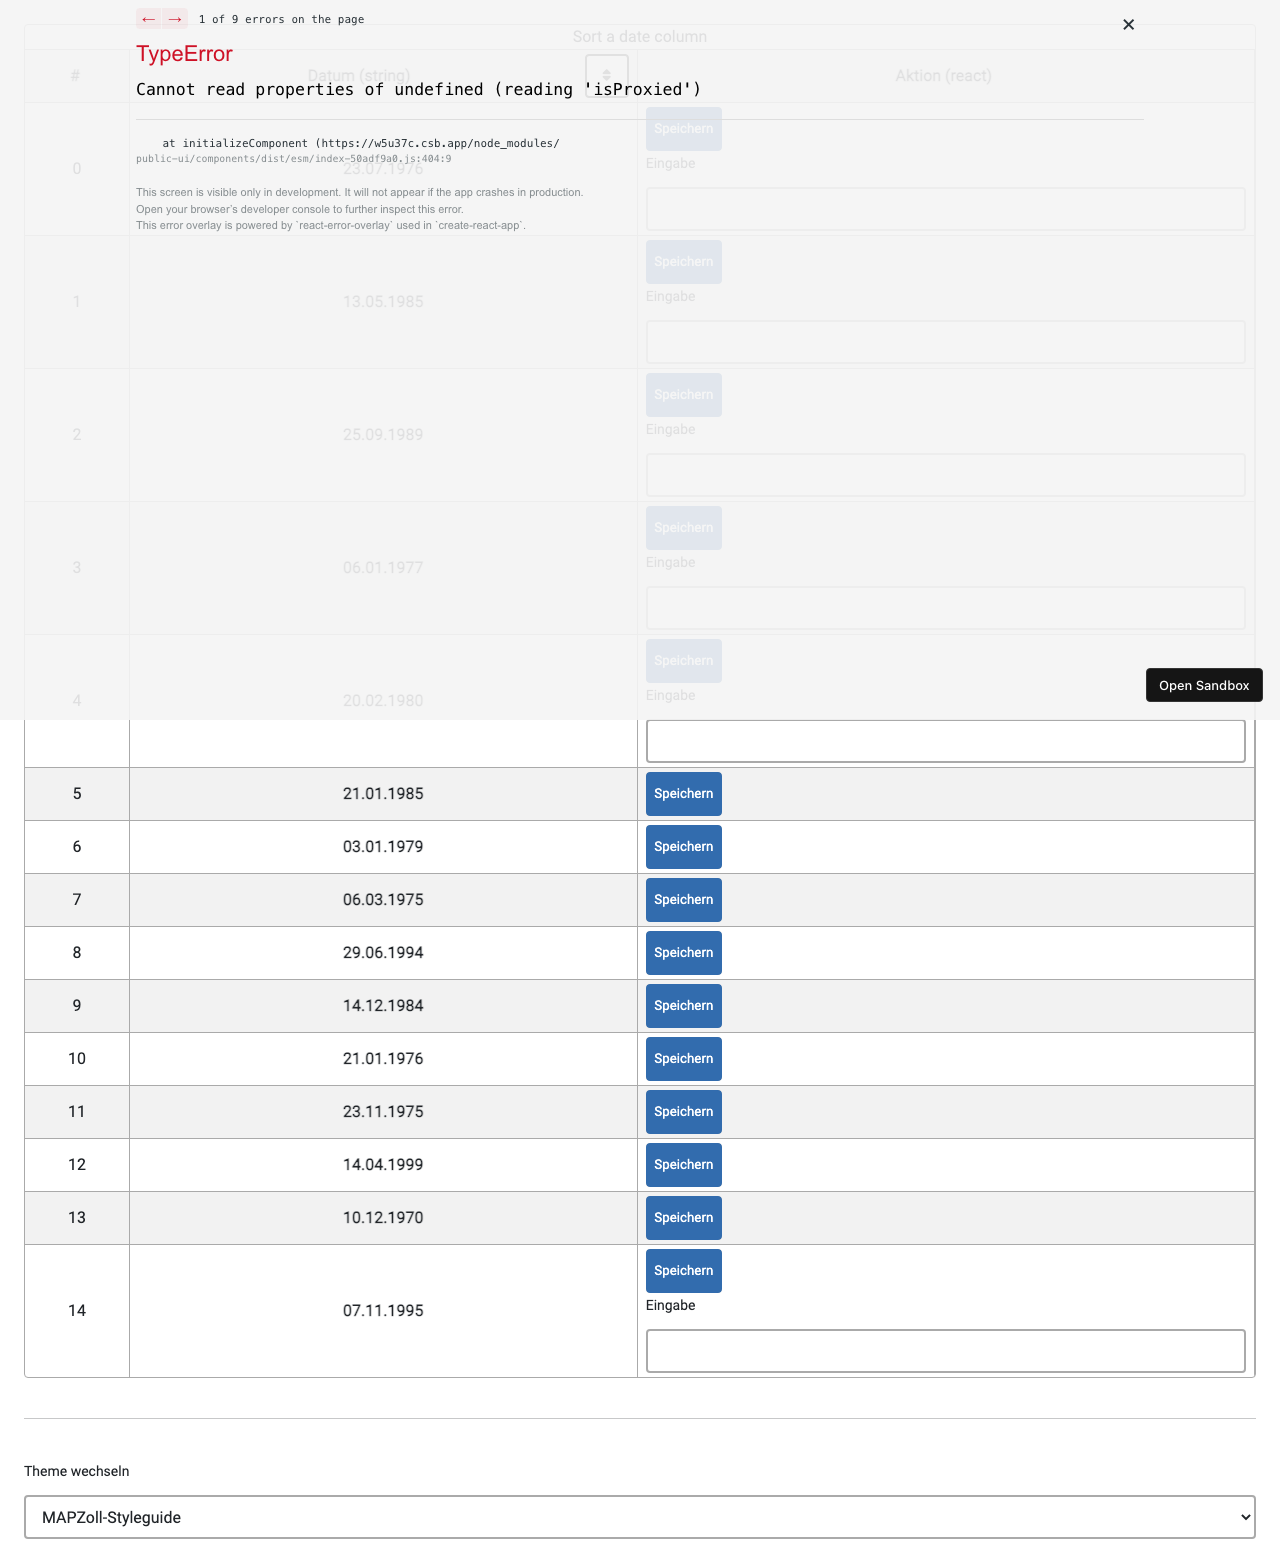 ← → 1 of 9 errors on the page
×
Sort a date column
TypeError
# Datum (string) Aktion (react)
Cannot read properties of undefined (reading 'isProxied')
Speichern
at initializeComponent (https://w5u37c.csb.app/node_modules/
public-ui/components/dist/esm/index-50adf9a0.js:404:9
Eingabe
0 23.07.1976
This screen is visible only in development. It will not appear if the app crashes in production.
Open your browser’s developer console to further inspect this error.
This error overlay is powered by `react-error-overlay` used in `create-react-app`.
Speichern
Eingabe
1 13.05.1985
Speichern
Eingabe
2 25.09.1989
Speichern
Eingabe
3 06.01.1977
Speichern
Eingabe
4 20.02.1980
Open Sandbox
5 21.01.1985 Speichern
6 03.01.1979 Speichern
7 06.03.1975 Speichern
8 29.06.1994 Speichern
9 14.12.1984 Speichern
10 21.01.1976 Speichern
11 23.11.1975 Speichern
12 14.04.1999 Speichern
13 10.12.1970 Speichern
Speichern
Eingabe
14 07.11.1995
Theme wechseln
MAPZoll-Styleguide